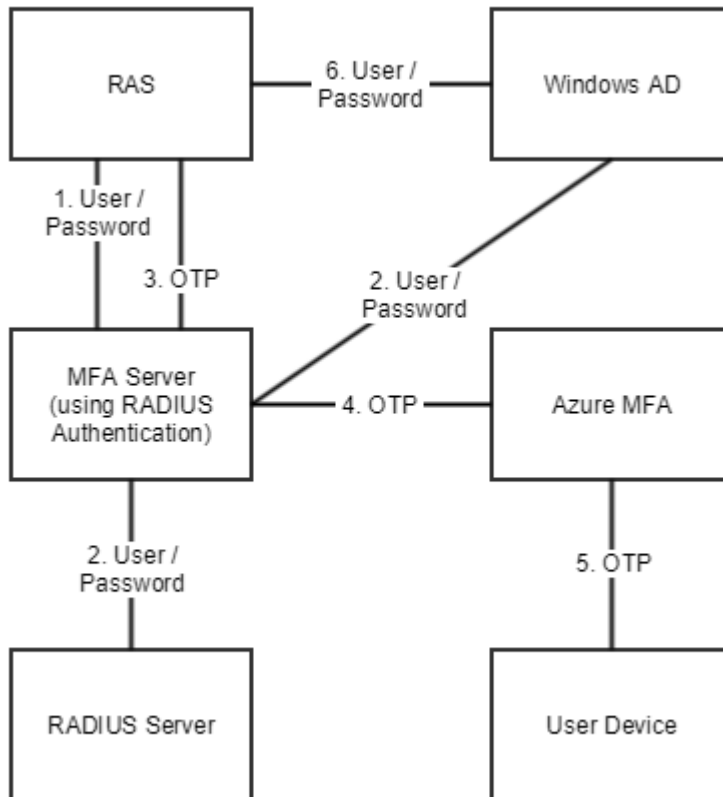 RAS
6. User /
Password
Windows AD
1. User /
Password
3. OTP
2. User /
Password
MFA Server
(using RADIUS
Authentication)
4. OTP
Azure MFA
2. User /
Password
5. OTP
RADIUS Server
User Device